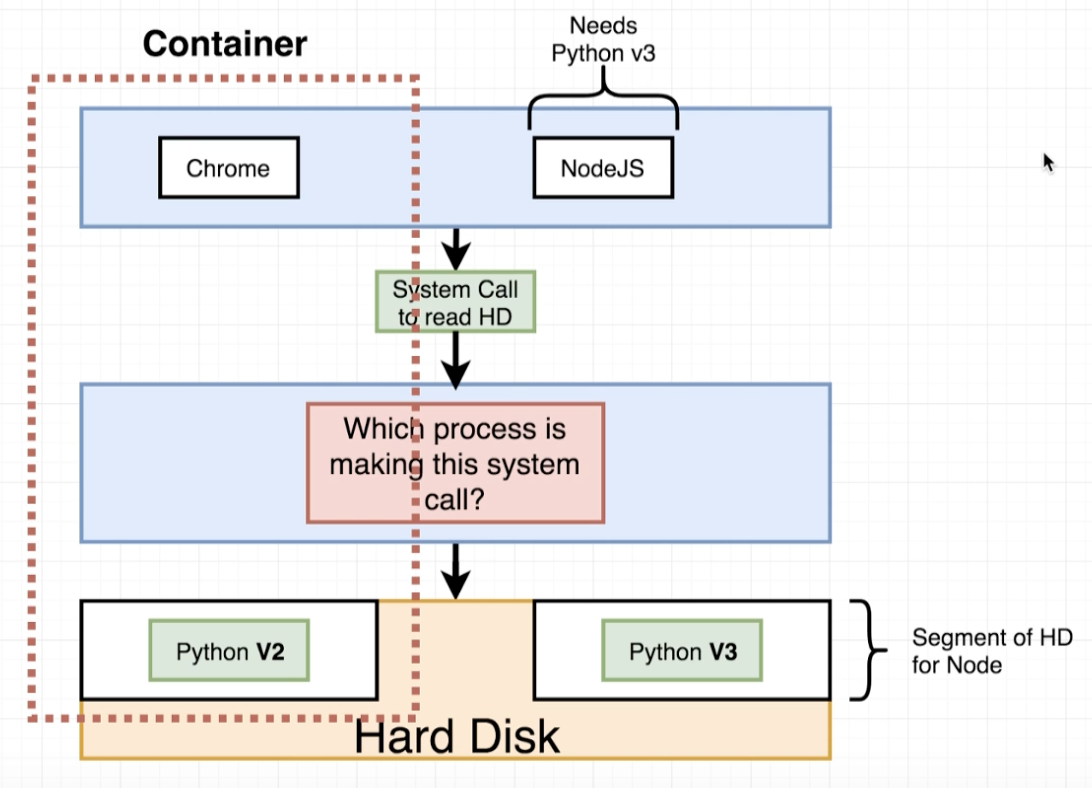 Container
Needs
Python v3
Chrome
NodeJS
System Call
to read HD
Which process is
making this system
call?
Python V2
Python V3
Segment of HD
for Node
Hard Disk